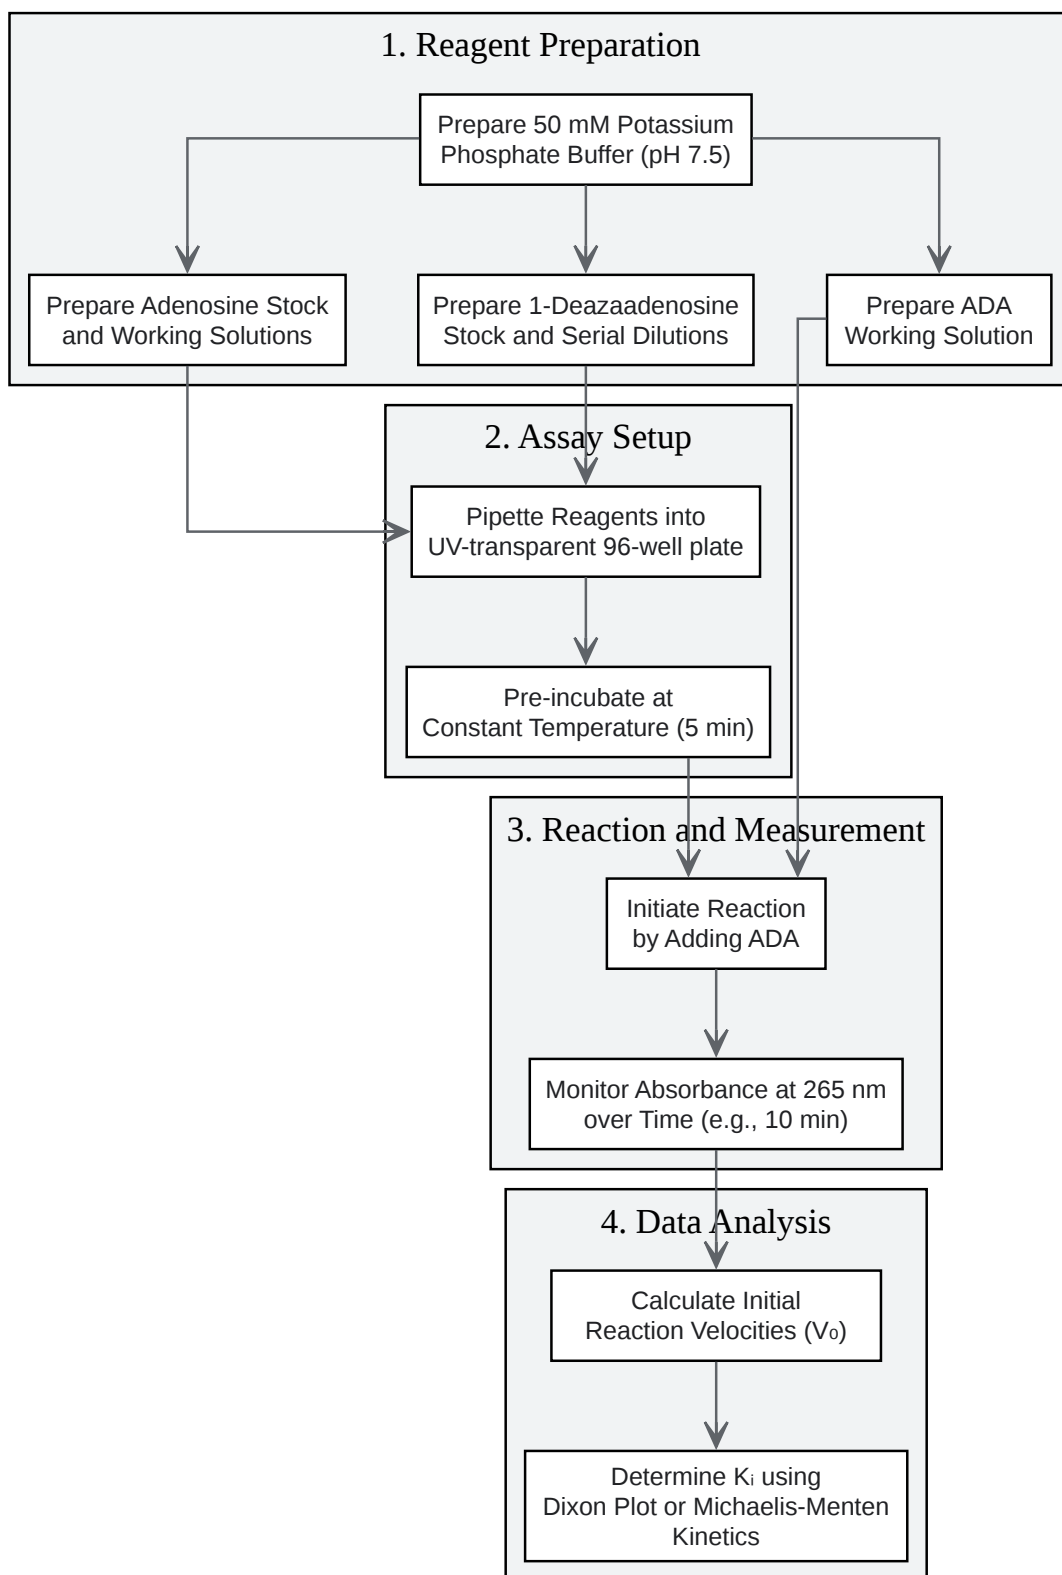 1. Reagent Preparation
Prepare 50 mM Potassium
Phosphate Buffer (pH 7.5)
Prepare Adenosine Stock
and Working Solutions
Prepare 1-Deazaadenosine
Stock and Serial Dilutions
Prepare ADA
Working Solution
2. Assay Setup
Pipette Reagents into
UV-transparent 96-well plate
Pre-incubate at
Constant Temperature (5 min)
3. Reaction and Measurement
Initiate Reaction
by Adding ADA
Monitor Absorbance at 265 nm
over Time (e.g., 10 min)
4. Data Analysis
Calculate Initial
Reaction Velocities (V₀)
Determine Kᵢ using
Dixon Plot or Michaelis-Menten
Kinetics